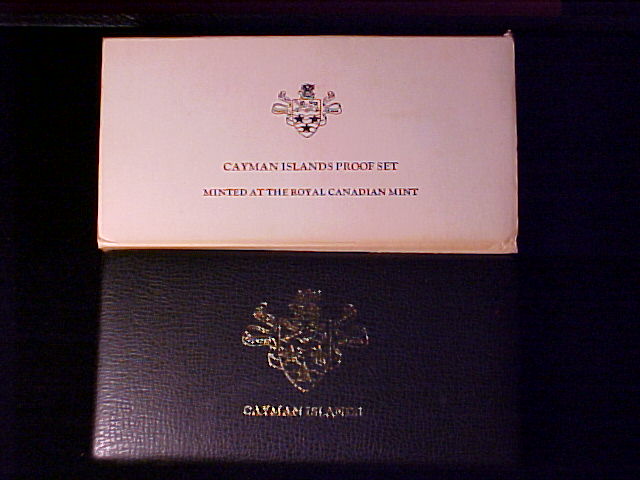 CAYMAN ISLANDS PROOF SET
MINTED AT THE ROYAL CANADIAN MINT
CAYMAN ISLANDS